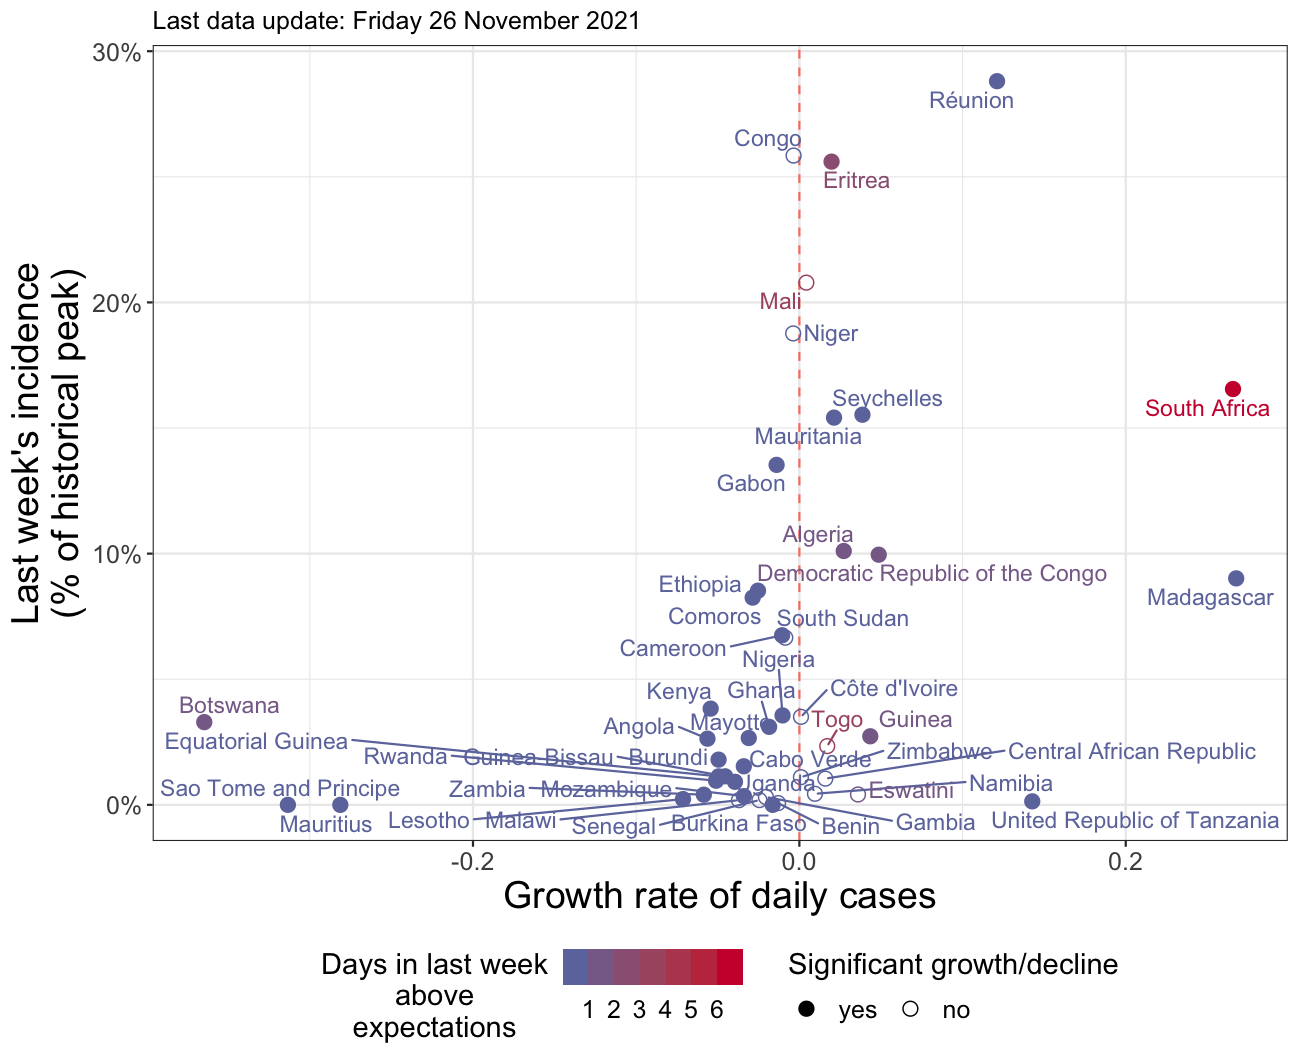 Last data update: Friday 26 November 2021
30%
20%
10%
0%
Last week's incidence
(% of historical peak)
Réunion
Congo
Eritrea
Mali
Niger
Seychelles
South Africa
Mauritania
Gabon
Algeria
Democratic Republic of the Congo
Ethiopia
Madagascar
Comoros
South Sudan
Cameroon
Nigeria
Kenya
Ghana
Côte d'Ivoire
Botswana
Angola
Mayotte
Togo
Guinea
Equatorial Guinea
Rwanda
Guinea Bissau
Burundi
Cabo Verde
Zimbabwe
Central African Republic
Sao Tome and Principe
Zambia
Mozambique
Uganda
Eswatini
Namibia
Mauritius
Lesotho
Malawi
Senegal
Burkina Faso
Benin
Gambia
United Republic of Tanzania
-0.2
0.0
0.2
Growth rate of daily cases
Days in last week
above
expectations
1 2 3 4 5 6
Significant growth/decline
yes
no